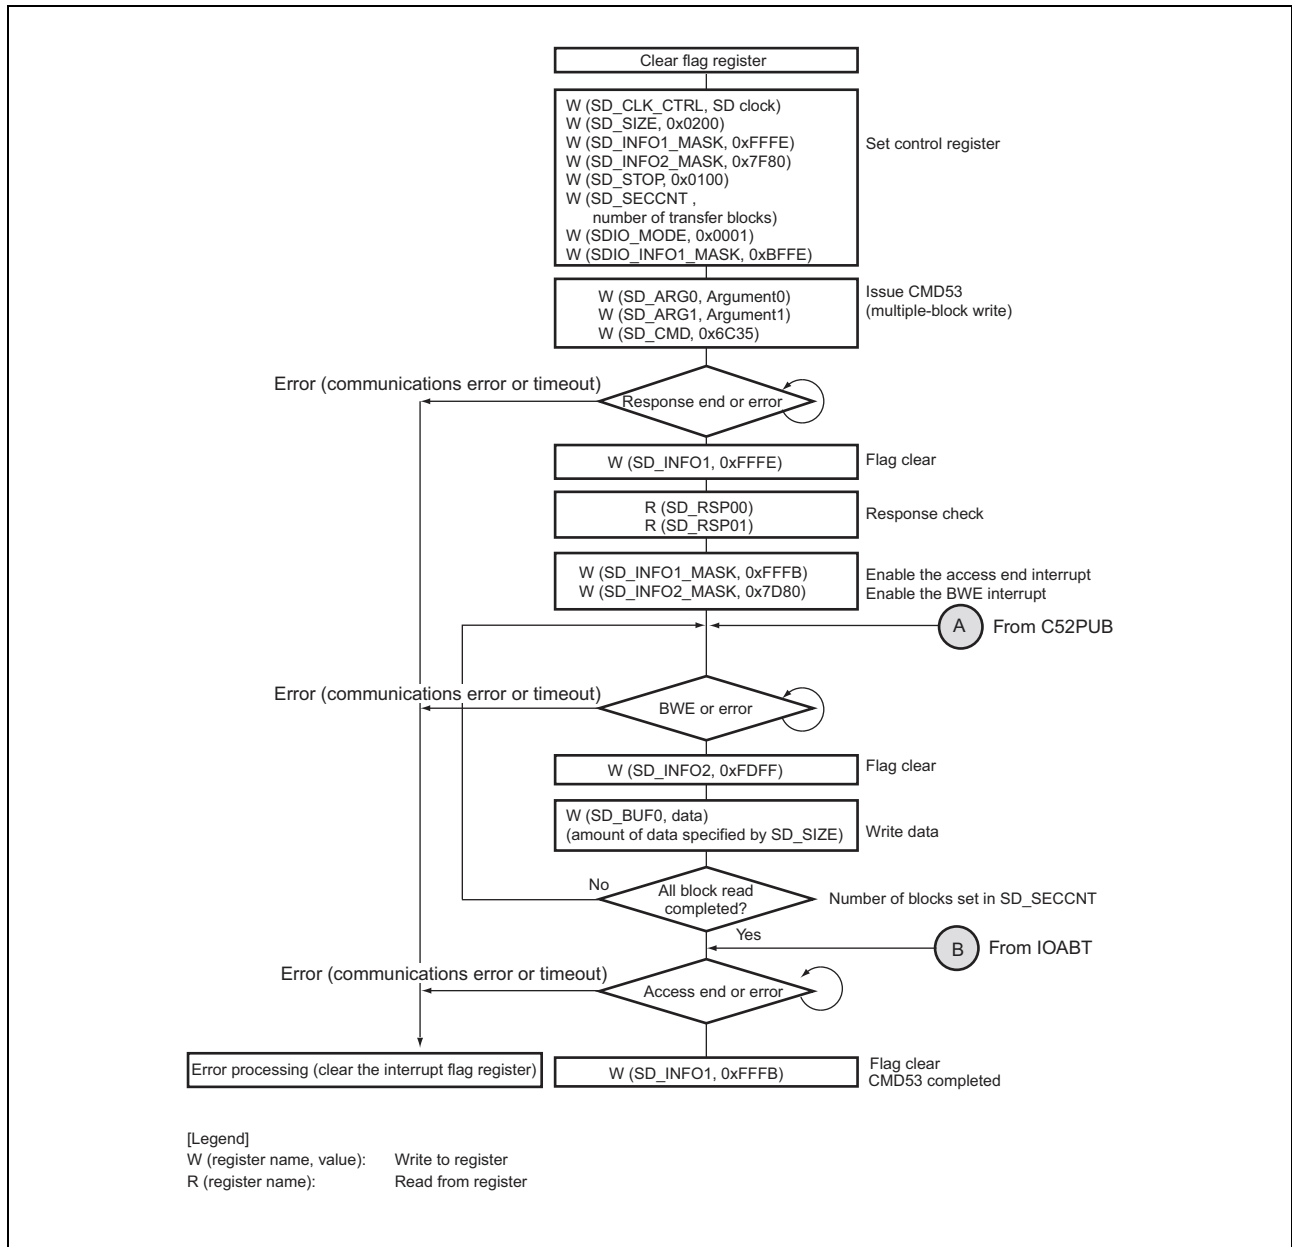 Clear flag register
W (SD_CLK_CTRL, SD clock)
W (SD_SIZE, 0x0200)
W (SD_INFO1_MASK, 0xFFFE)
W (SD_INFO2_MASK, 0x7F80)
W (SD_STOP, 0x0100)
W (SD_SECCNT ,
number of transfer blocks)
W (SDIO_MODE, 0x0001)
W (SDIO_INFO1_MASK, 0xBFFE)
Set control register
W (SD_ARG0, Argument0)
W (SD_ARG1, Argument1)
W (SD_CMD, 0x6C35)
Issue CMD53
(multiple-block write)
Error (communications error or timeout)
Response end or error
W (SD_INFO1, 0xFFFE)
Flag clear
R (SD_RSP00)
R (SD_RSP01)
Response check
W (SD_INFO1_MASK, 0xFFFB)
W (SD_INFO2_MASK, 0x7D80)
Enable the access end interrupt
Enable the BWE interrupt
A
From C52PUB
Error (communications error or timeout)
BWE or error
W (SD_INFO2, 0xFDFF)
Flag clear
W (SD_BUF0, data)
(amount of data specified by SD_SIZE)
Write data
No
All block read
completed?
Number of blocks set in SD_SECCNT
Yes
B
From IOABT
Error (communications error or timeout)
Access end or error
Error processing (clear the interrupt flag register)
W (SD_INFO1, 0xFFFB)
Flag clear
CMD53 completed
[Legend]
W (register name, value): Write to register
R (register name): Read from register